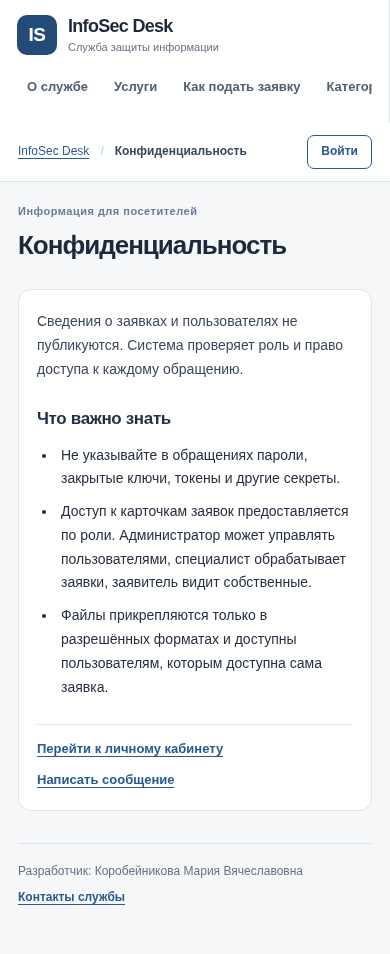 IS
InfoSec Desk
Служба защиты информации
О службе Услуги Как подать заявку Категор
InfoSec Desk / Конфиденциальность Войти
Информация для посетителей
Конфиденциальность
Сведения о заявках и пользователях не
публикуются. Система проверяет роль и право
доступа к каждому обращению.
Что важно знать
• Не указывайте в обращениях пароли,
закрытые ключи, токены и другие секреты.
• Доступ к карточкам заявок предоставляется
по роли. Администратор может управлять
пользователями, специалист обрабатывает
заявки, заявитель видит собственные.
• Файлы прикрепляются только в
разрешённых форматах и доступны
пользователям, которым доступна сама
заявка.
Перейти к личному кабинету
Написать сообщение
Разработчик: Коробейникова Мария Вячеславовна
Контакты службы